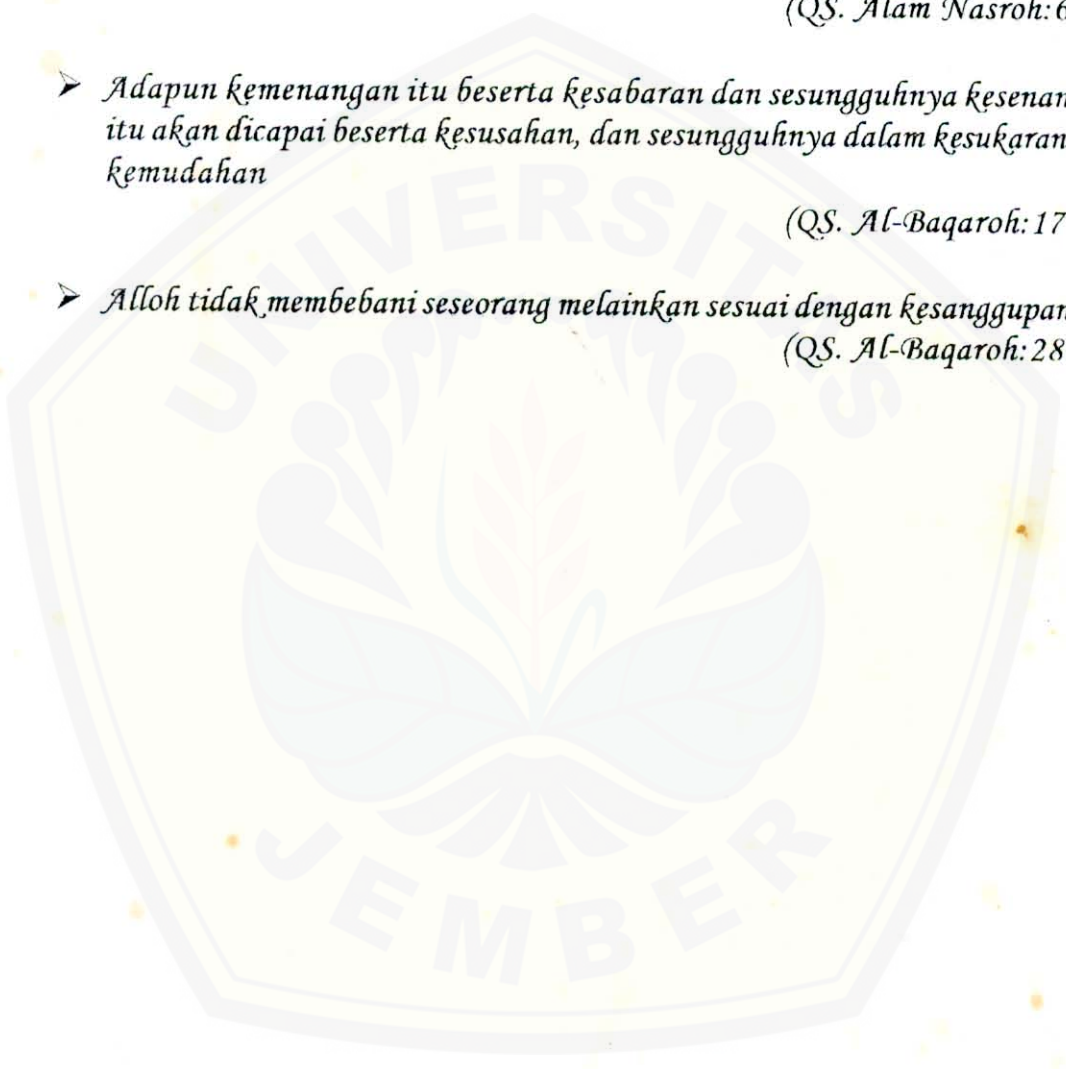 (QS. Alam Nasroh: 6
➤ Adapun kemenangan itu beserta kesabaran dan sesungguhnya kesenan
itu akan dicapai beserta kesusahan, dan sesungguhnya dalam kesukaran
kemudahan
(QS. Al-Baqaroh: 17
➤ Alloh tidak membebani seseorang melainkan sesuai dengan kesanggupan
(QS. Al-Baqaroh: 28
UNIVERSITAS
JEMBER